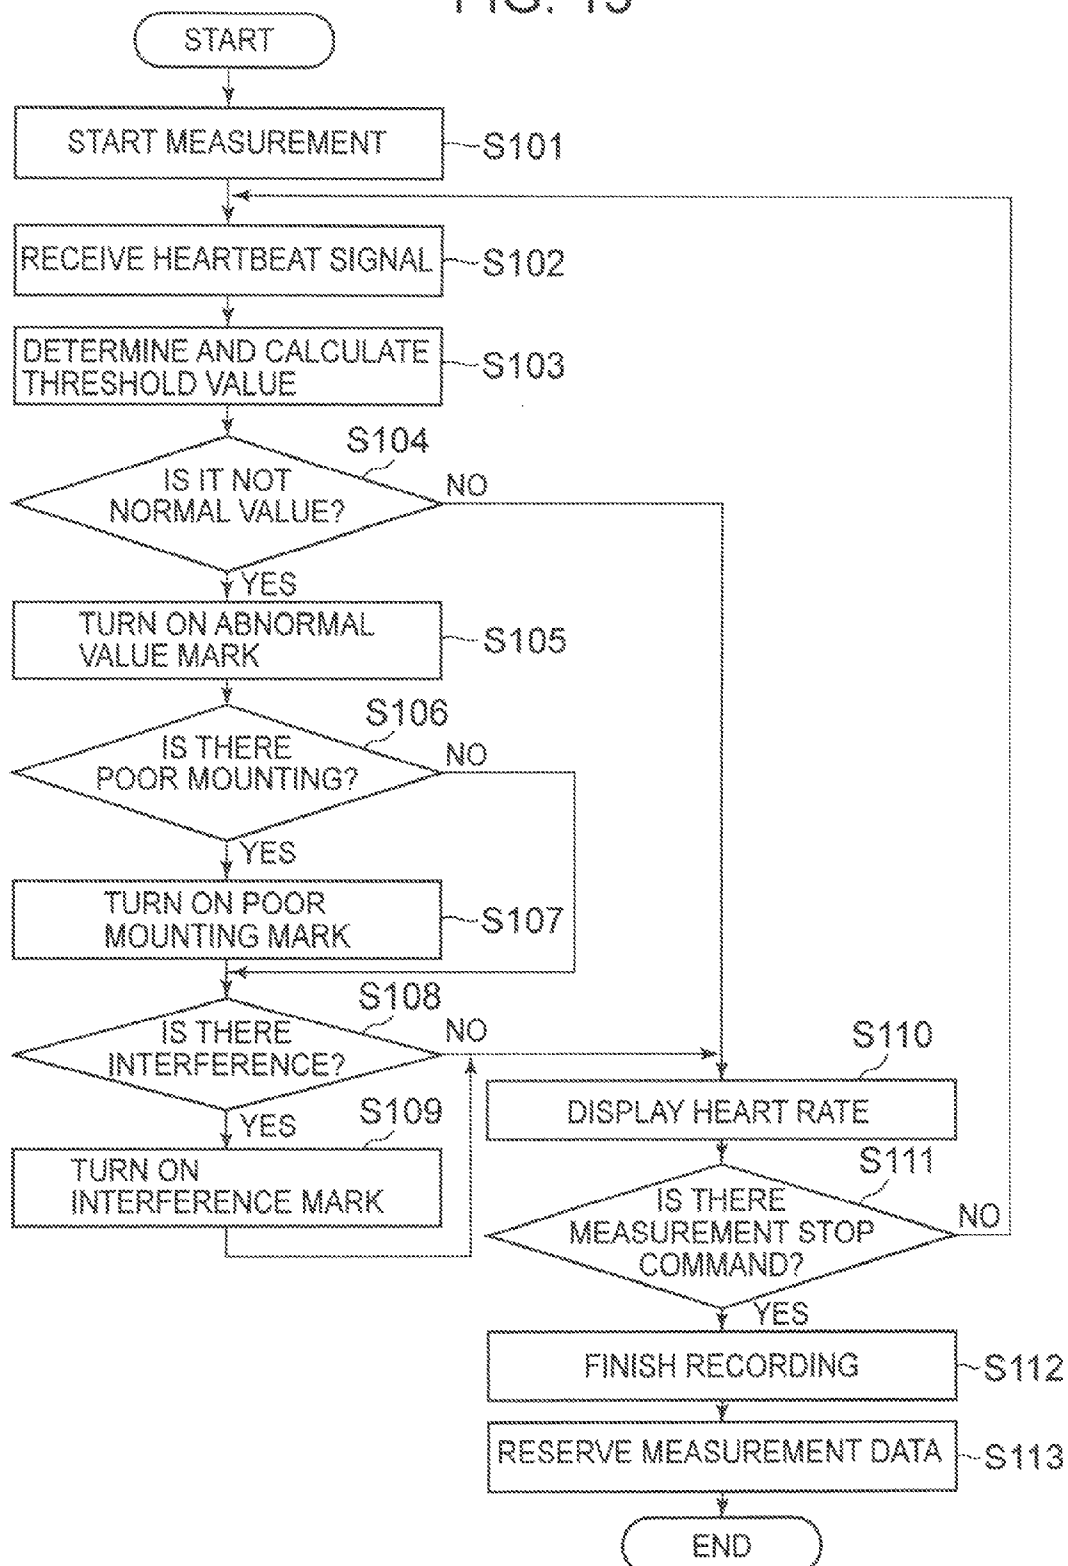 START
START MEASUREMENT
S101
RECEIVE HEARTBEAT SIGNAL
S102
DETERMINE AND CALCULATE
THRESHOLD VALUE
S103
S104
IS IT NOT
NORMAL VALUE?
NO
YES
TURN ON ABNORMAL
VALUE MARK
S105
S106
IS THERE
POOR MOUNTING?
NO
YES
TURN ON POOR
MOUNTING MARK
S107
S108
IS THERE
INTERFERENCE?
NO
YES
S109
TURN ON
INTERFERENCE MARK
S110
DISPLAY HEART RATE
S111
IS THERE
MEASUREMENT STOP
COMMAND?
NO
YES
FINISH RECORDING
S112
RESERVE MEASUREMENT DATA
S113
END